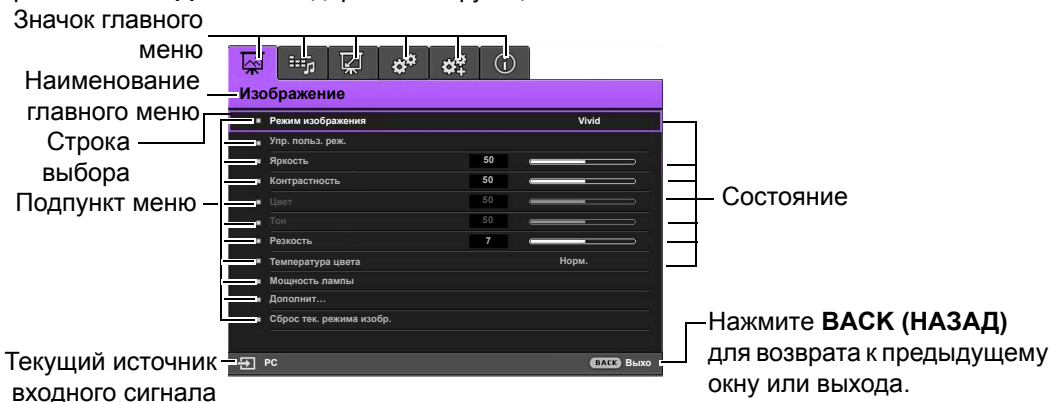 Значок главного
меню
Наименование
главного меню
Строка
выбора
Подпункт меню
Текущий источник
входного сигнала
Изображение
Режим изображения Vivid
Упр. польз. реж.
Яркость 50
Контрастность 50
Цвет 50
Тон 50
Резкость 7
Температура цвета Норм.
Мощность лампы
Дополнит...
Сброс тек. режима изобр.
PC BACK Выхо
Состояние
Нажмите BACK (НАЗАД)
для возврата к предыдущему
окну или выхода.